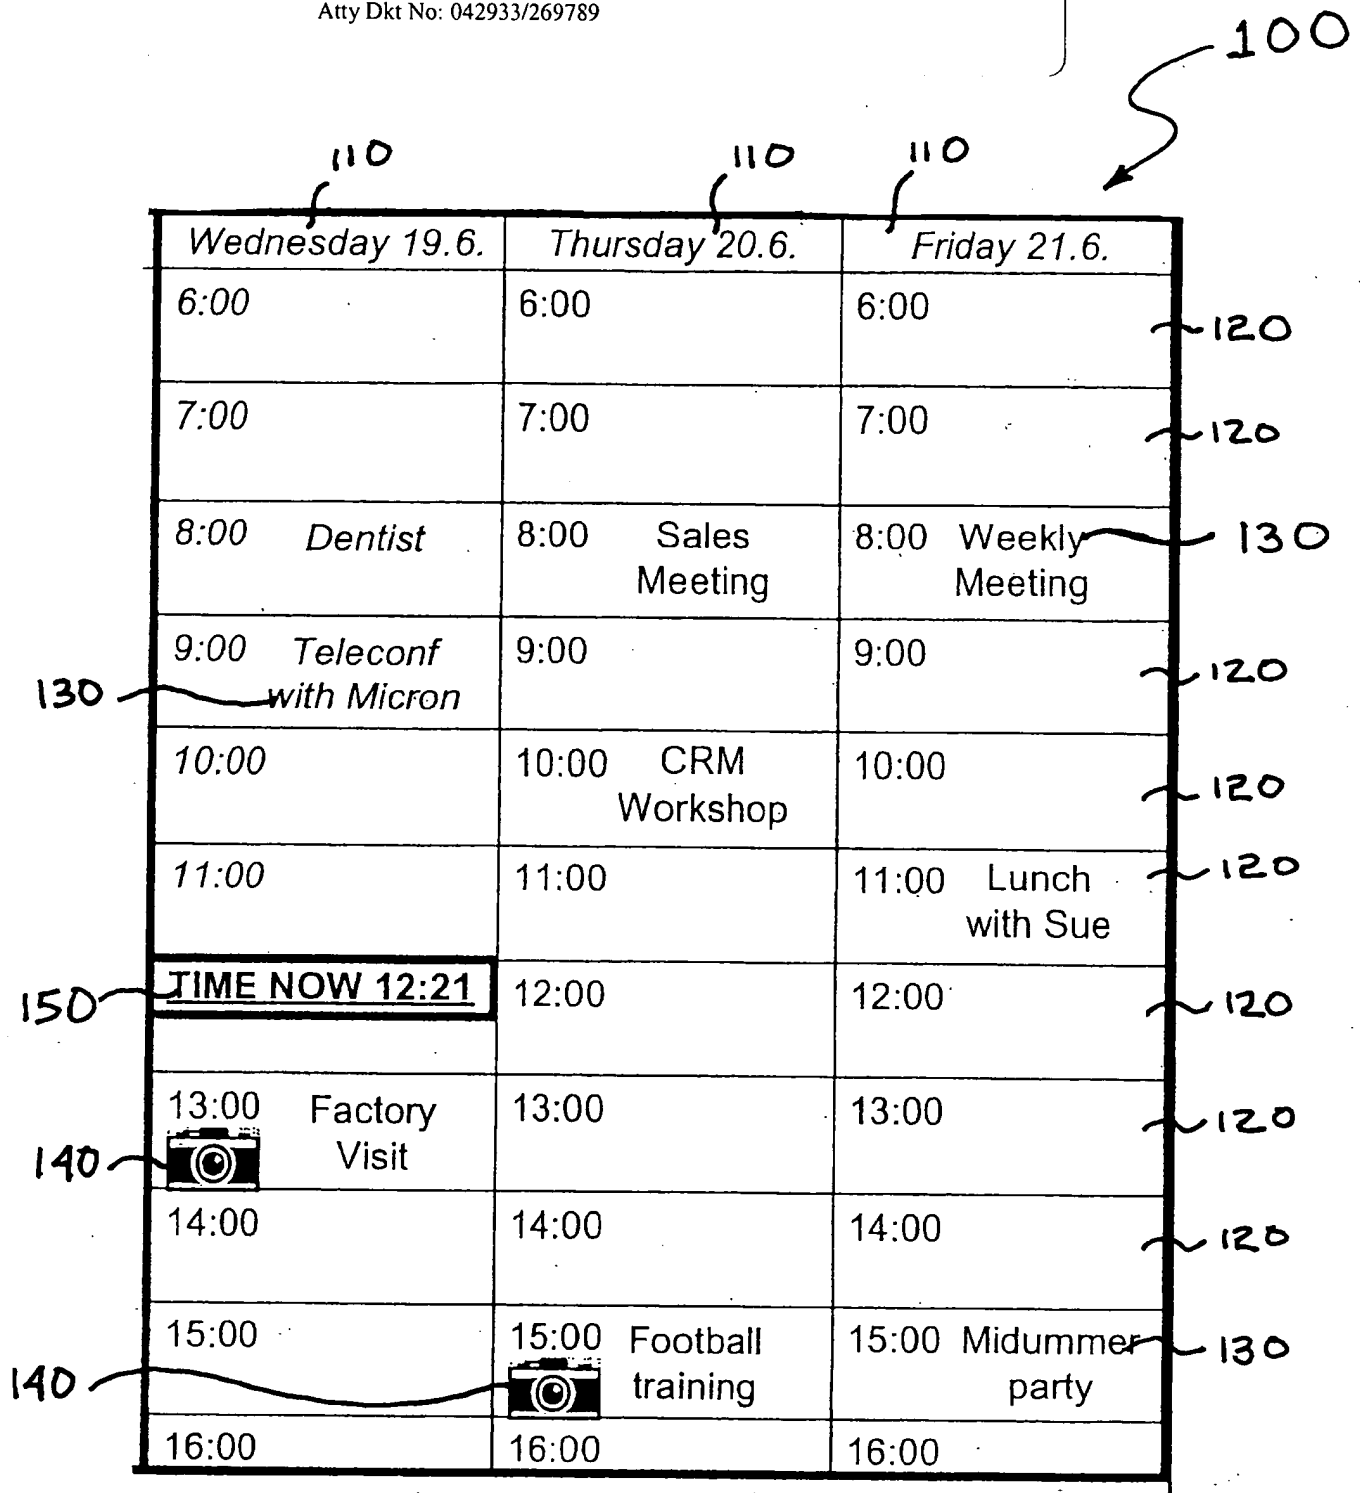 Atty Dkt No: 042933/269789
100
110 110 110
Wednesday 19.6. Thursday 20.6. Friday 21.6.
6:00 6:00 6:00 120
7:00 7:00 7:00 120
8:00 Dentist 8:00 Sales 8:00 Weekly 130
Meeting Meeting
9:00 Teleconf 9:00 9:00 120
130 with Micron
10:00 10:00 CRM 10:00 120
Workshop
11:00 11:00 11:00 Lunch 120
with Sue
150 TIME NOW 12:21 12:00 12:00 120
13:00 Factory 13:00 13:00 120
140 Visit
14:00 14:00 14:00 120
15:00 15:00 Football 15:00 Midummer 130
140 training party
16:00 16:00 16:00